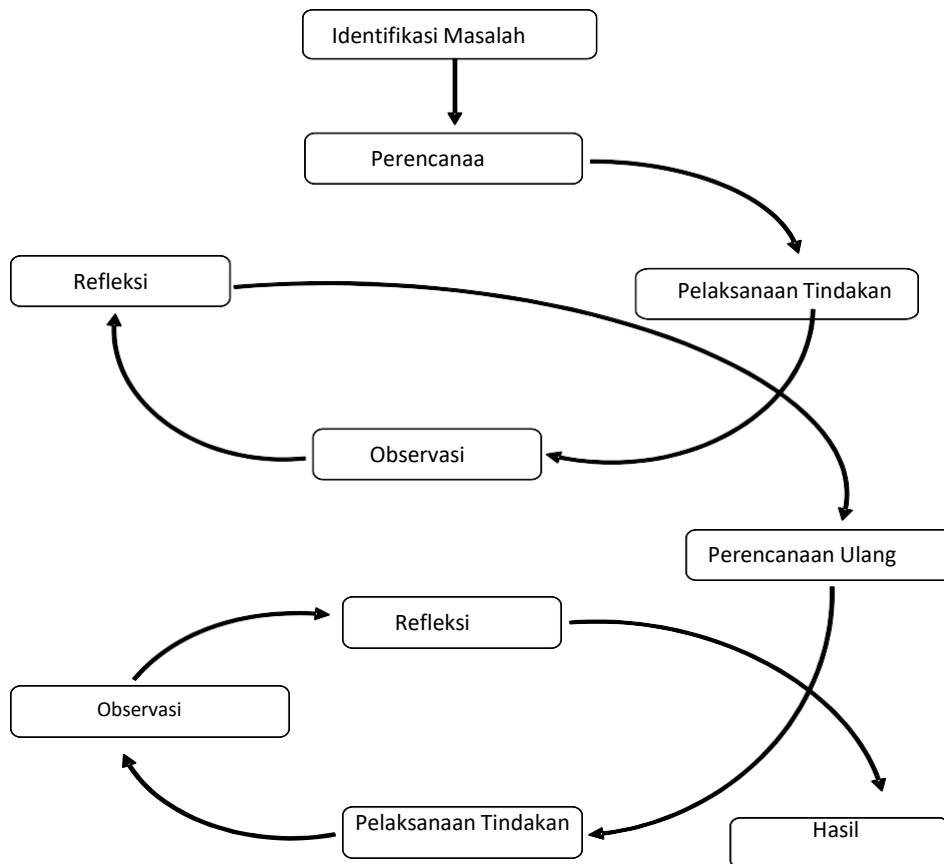 Identifikasi Masalah
Perencanaa
Pelaksanaan Tindakan
Observasi
Refleksi
Perencanaan Ulang
Pelaksanaan Tindakan
Observasi
Refleksi
Hasil